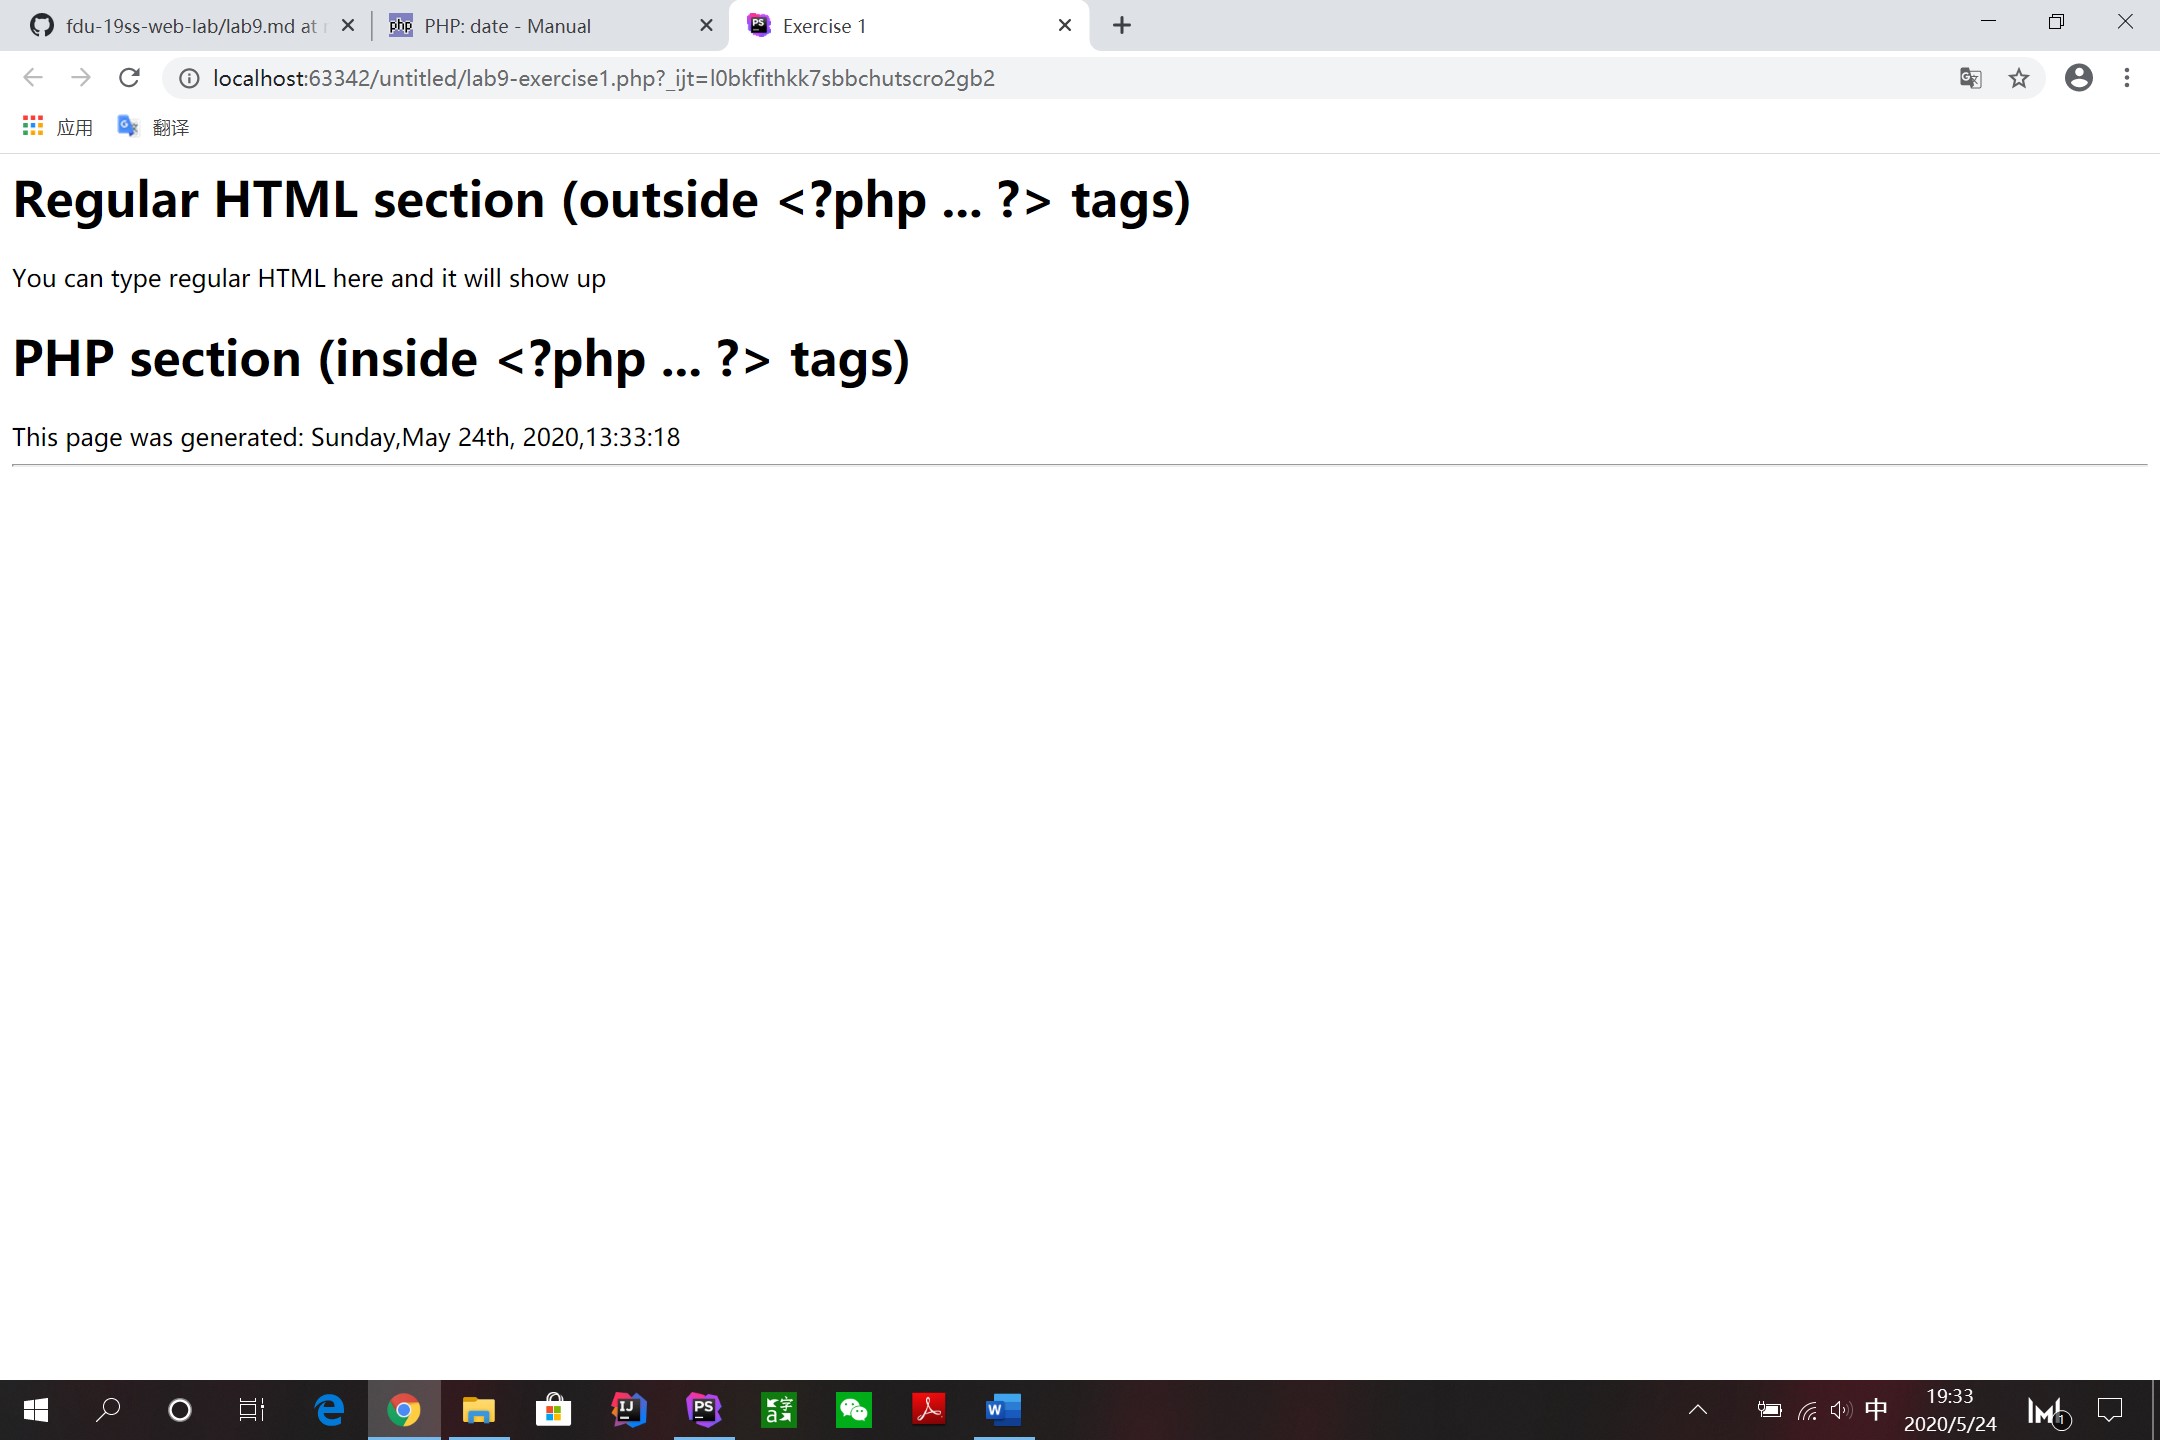 fdu-19ss-web-lab/lab9.md at
PHP: date - Manual
Exercise 1
localhost:63342/untitled/lab9-exercise1.php?_ijt=l0bkfithkk7sbbchutscro2gb2
应用
翻译
Regular HTML section (outside <?php ... ?> tags)
You can type regular HTML here and it will show up
PHP section (inside <?php ... ?> tags)
This page was generated: Sunday,May 24th, 2020,13:33:18
中
19:33
2020/5/24